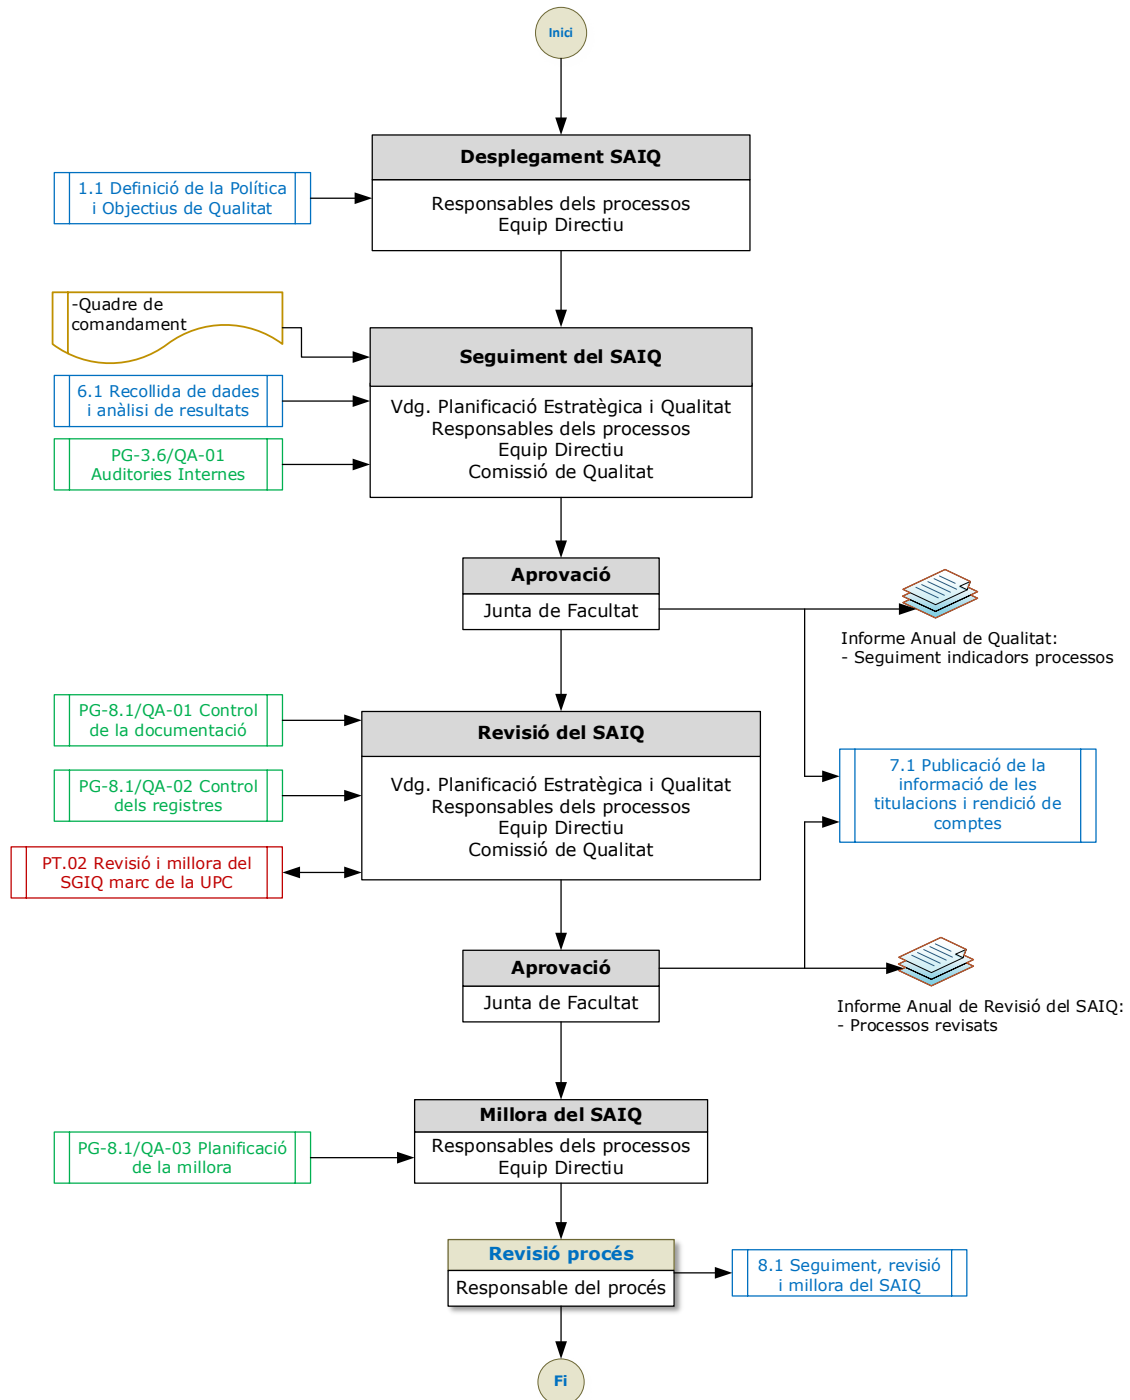 Inici
Desplegament SAIQ
Responsables dels processos
Equip Directiu
1.1 Definició de la Política
i Objectius de Qualitat
-Quadre de
comandament
Seguiment del SAIQ
Vdg. Planificació Estratègica i Qualitat
Responsables dels processos
Equip Directiu
Comissió de Qualitat
6.1 Recollida de dades
i anàlisi de resultats
PG-3.6/QA-01
Auditories Internes
Aprovació
Junta de Facultat
Informe Anual de Qualitat:
- Seguiment indicadors processos
PG-8.1/QA-01 Control
de la documentació
Revisió del SAIQ
Vdg. Planificació Estratègica i Qualitat
Responsables dels processos
Equip Directiu
Comissió de Qualitat
PG-8.1/QA-02 Control
dels registres
PT.02 Revisió i millora del
SGIQ marc de la UPC
7.1 Publicació de la
informació de les
titulacions i rendició de
comptes
Aprovació
Junta de Facultat
Informe Anual de Revisió del SAIQ:
- Processos revisats
Millora del SAIQ
Responsables dels processos
Equip Directiu
PG-8.1/QA-03 Planificació
de la millora
Revisió procés
Responsable del procés
8.1 Seguiment, revisió
i millora del SAIQ
Fi